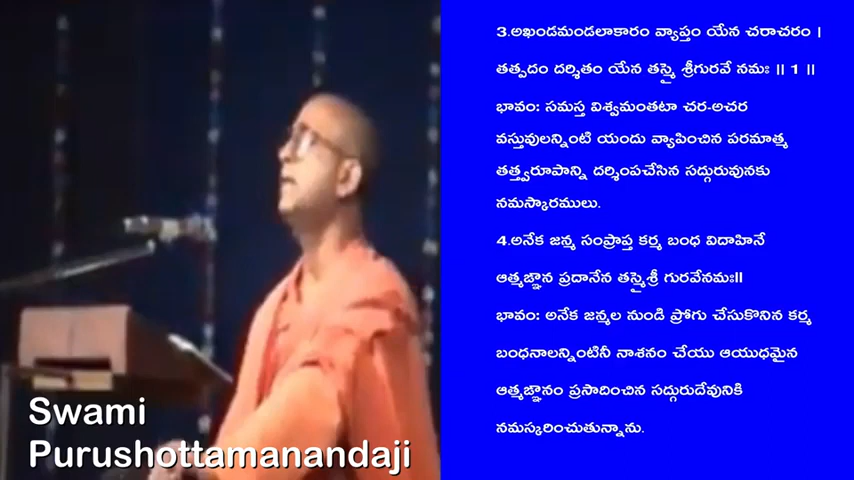 3.అఖండమండలాకారం వ్యాప్తం యేన చరాచరం |
తత్పదం దర్శితం యేన తస్మై శ్రీగురవే నమః || 1 ||
భావం: సమస్త విశ్వమంతటా చర-అచర
వస్తువులన్నింటి యందు వ్యాపించిన పరమాత్మ
తత్త్వరూపాన్ని దర్శింపచేసిన సద్గురువునకు
నమస్కారములు.
4.అనేక జన్మ సంప్రాప్త కర్మ బంధ విదాహినే
ఆత్మజ్ఞాన ప్రదానేన తస్మైశ్రీ గురవేనమః||
భావం: అనేక జన్మల నుండి ప్రోగు చేసుకొనిన కర్మ
బంధనాలన్నింటినీ నాశనం చేయు ఆయుధమైన
ఆత్మజ్ఞానం ప్రసాదించిన సద్గురుదేవునికి
నమస్కరించుతున్నాను.
Swami
Purushottamanandaji